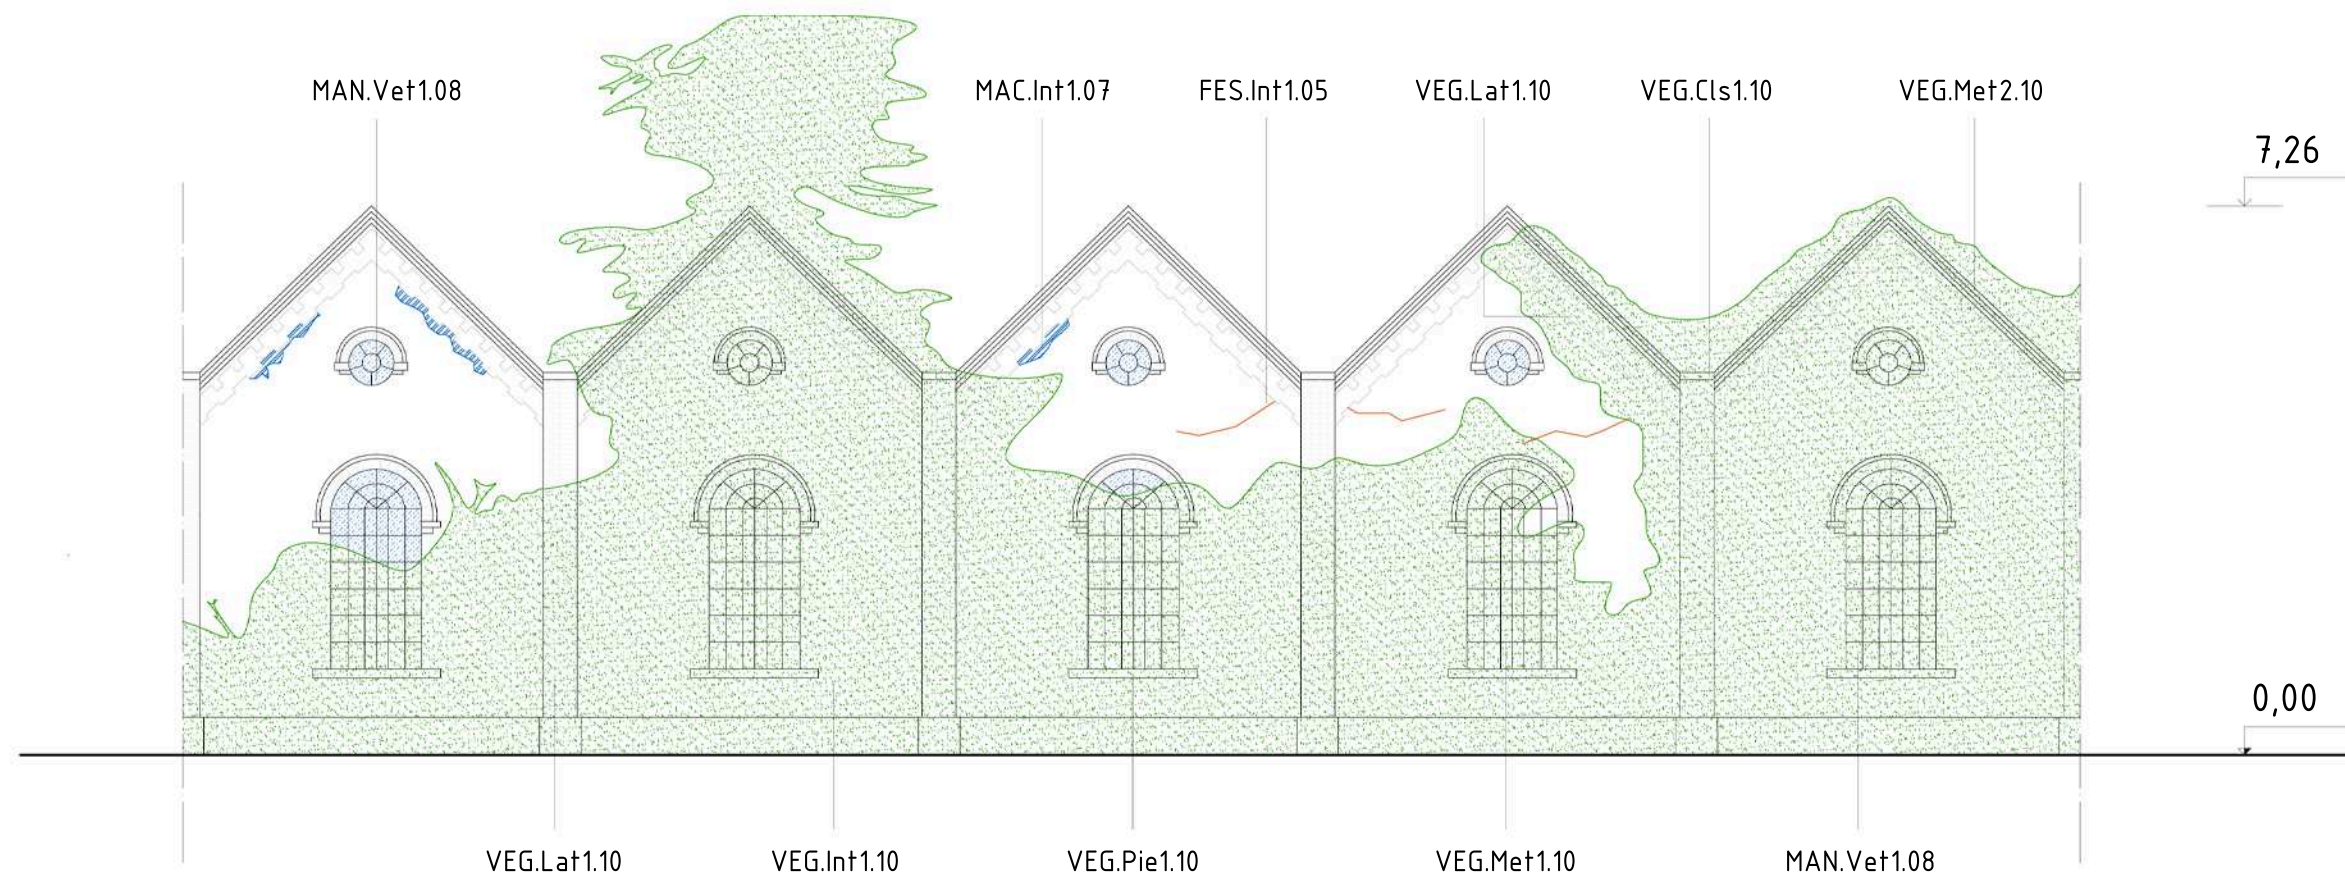 MAN.Vet1.08
MAC.Int1.07
FES.Int1.05
VEG.Lat1.10
VEG.Cls1.10
VEG.Met2.10
7,26
0,00
VEG.Lat1.10
VEG.Int1.10
VEG.Pie1.10
VEG.Met1.10
MAN.Vet1.08